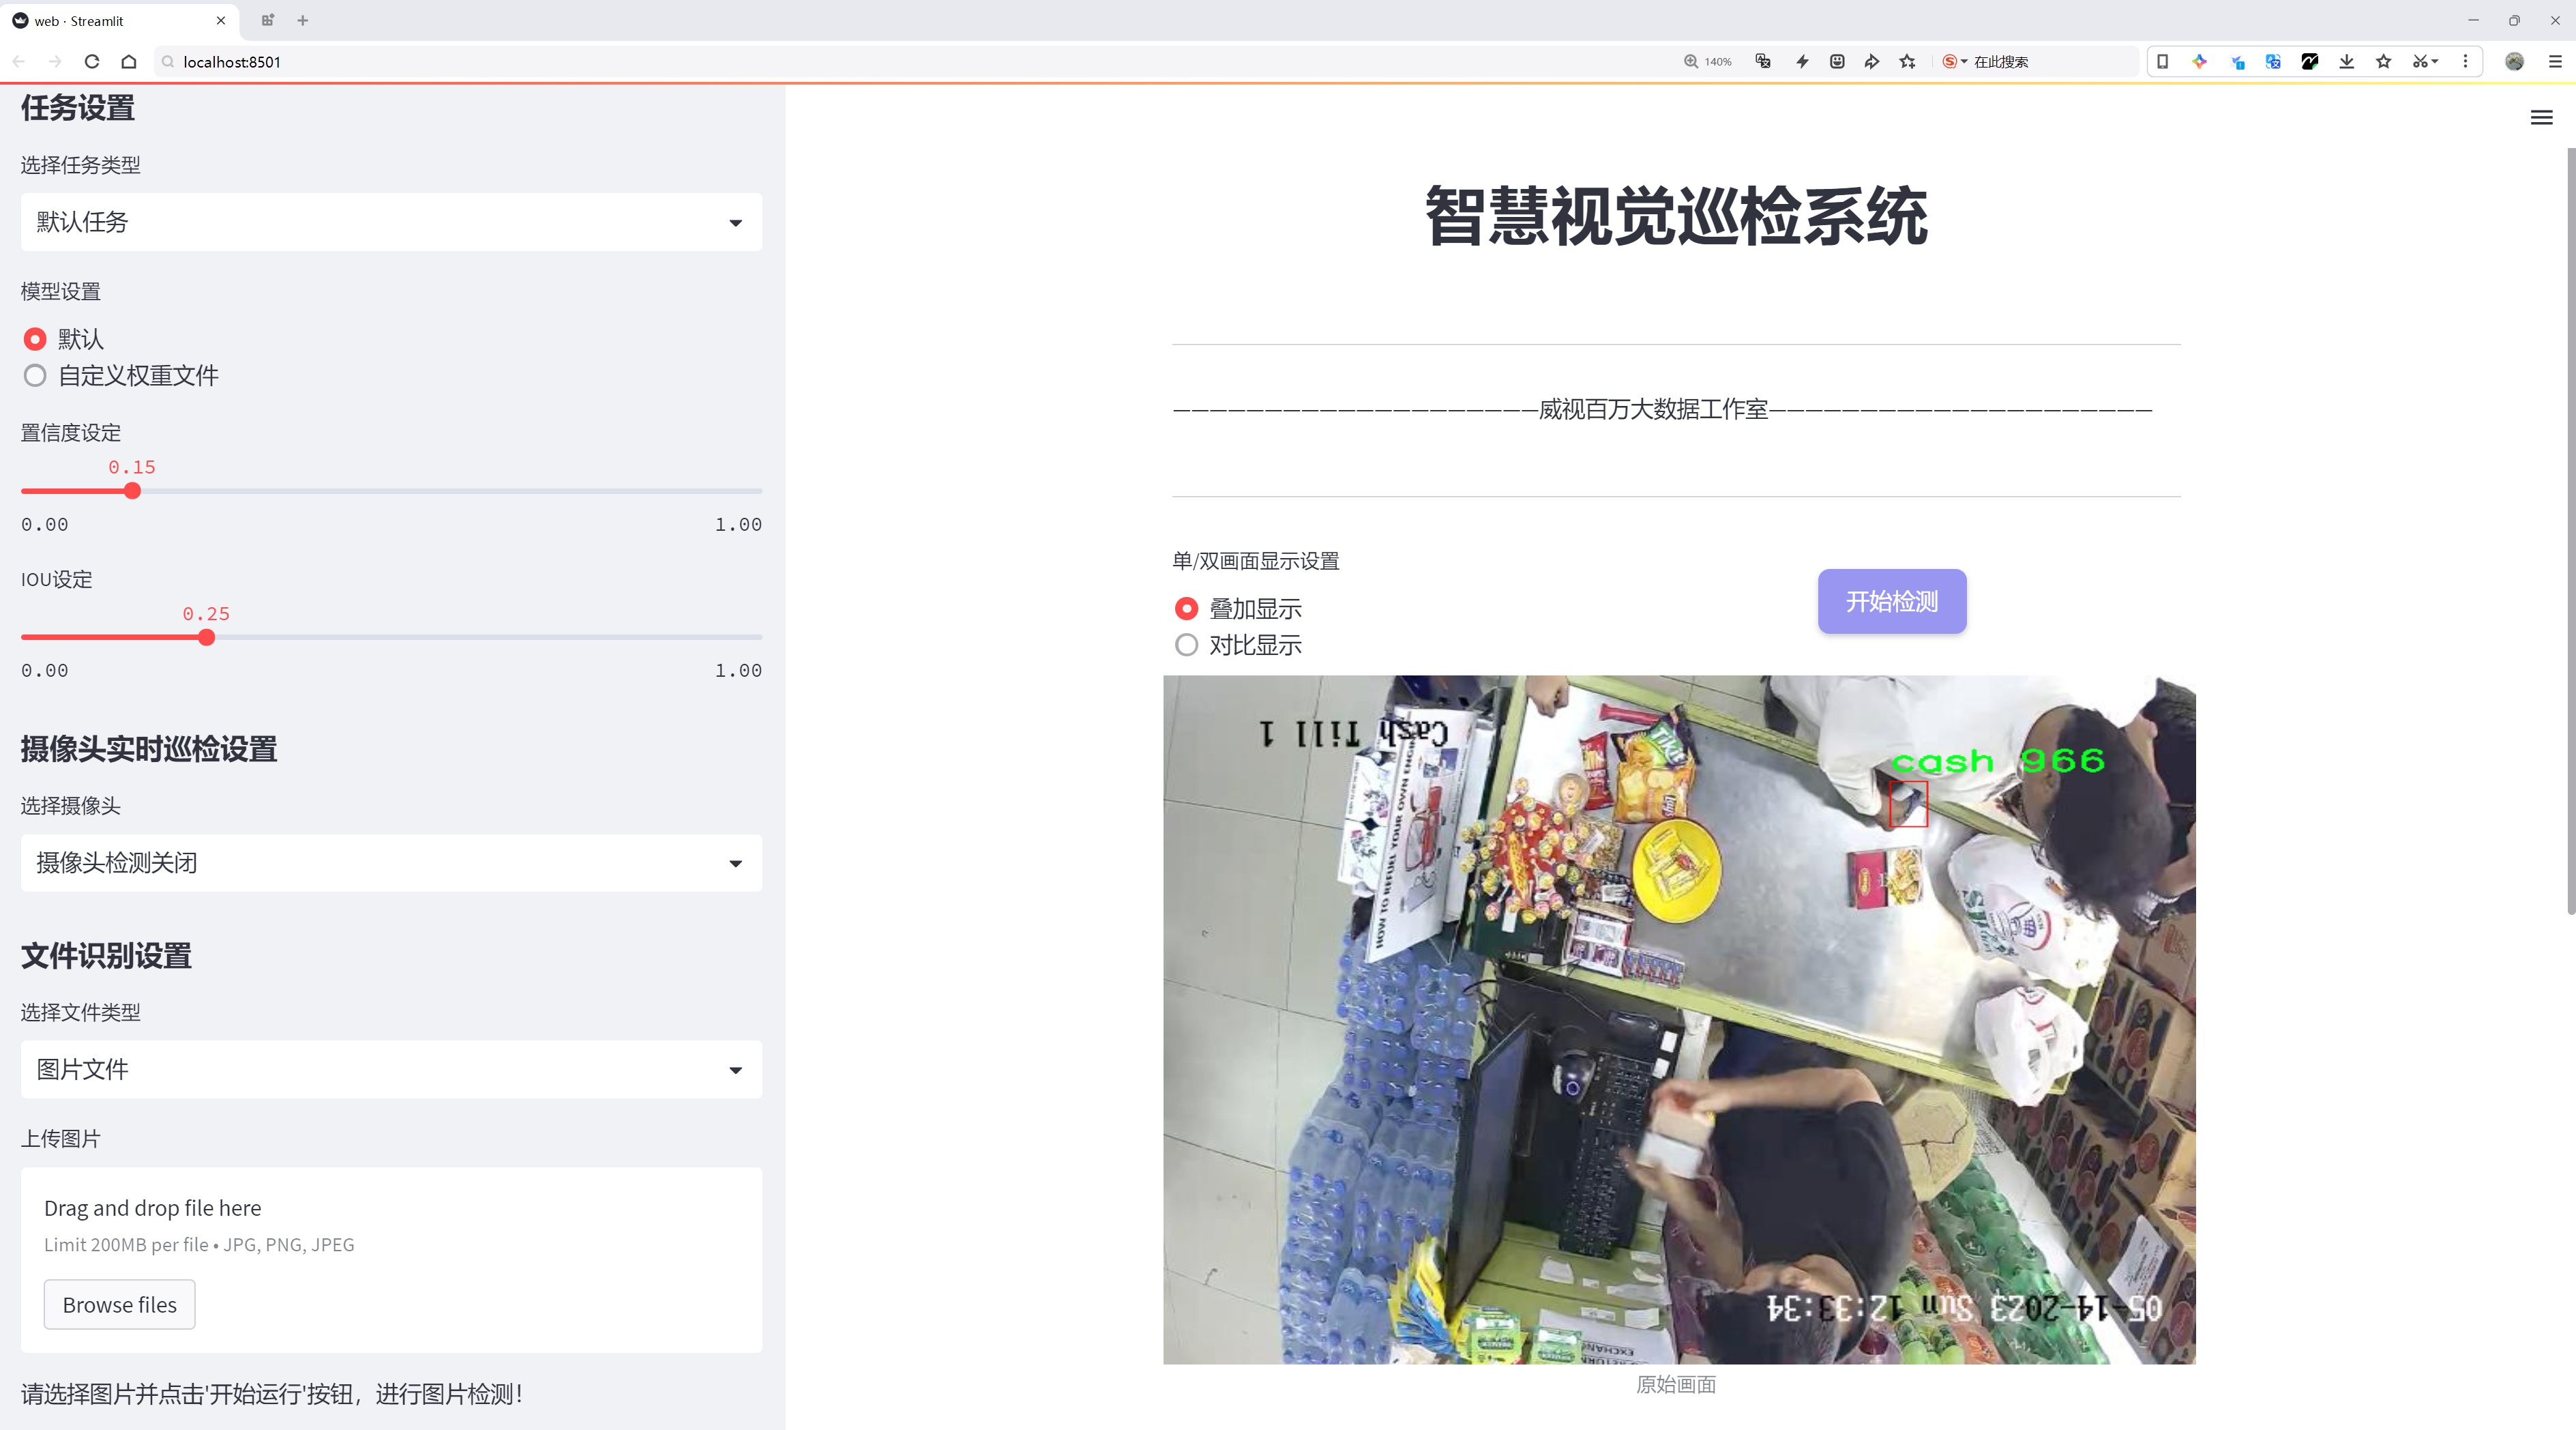 web · Streamlit
localhost:8501
140%
在此搜索
任务设置
选择任务类型
默认任务
模型设置
默认
自定义权重文件
置信度设定
0.15
0.00 1.00
IOU设定
0.25
0.00 1.00
摄像头实时巡检设置
选择摄像头
摄像头检测关闭
文件识别设置
选择文件类型
图片文件
上传图片
Drag and drop file here
Limit 200MB per file • JPG, PNG, JPEG
Browse files
请选择图片并点击'开始运行'按钮，进行图片检测！
智慧视觉巡检系统
————————————————————威视百万大数据工作室—————————————————————
单/双画面显示设置
叠加显示
对比显示
开始检测
Cash Till 1
cash 966
HOW TO REFUEL YOUR OWN ENGINE
05-14-2023 Sun 12:33:34
原始画面